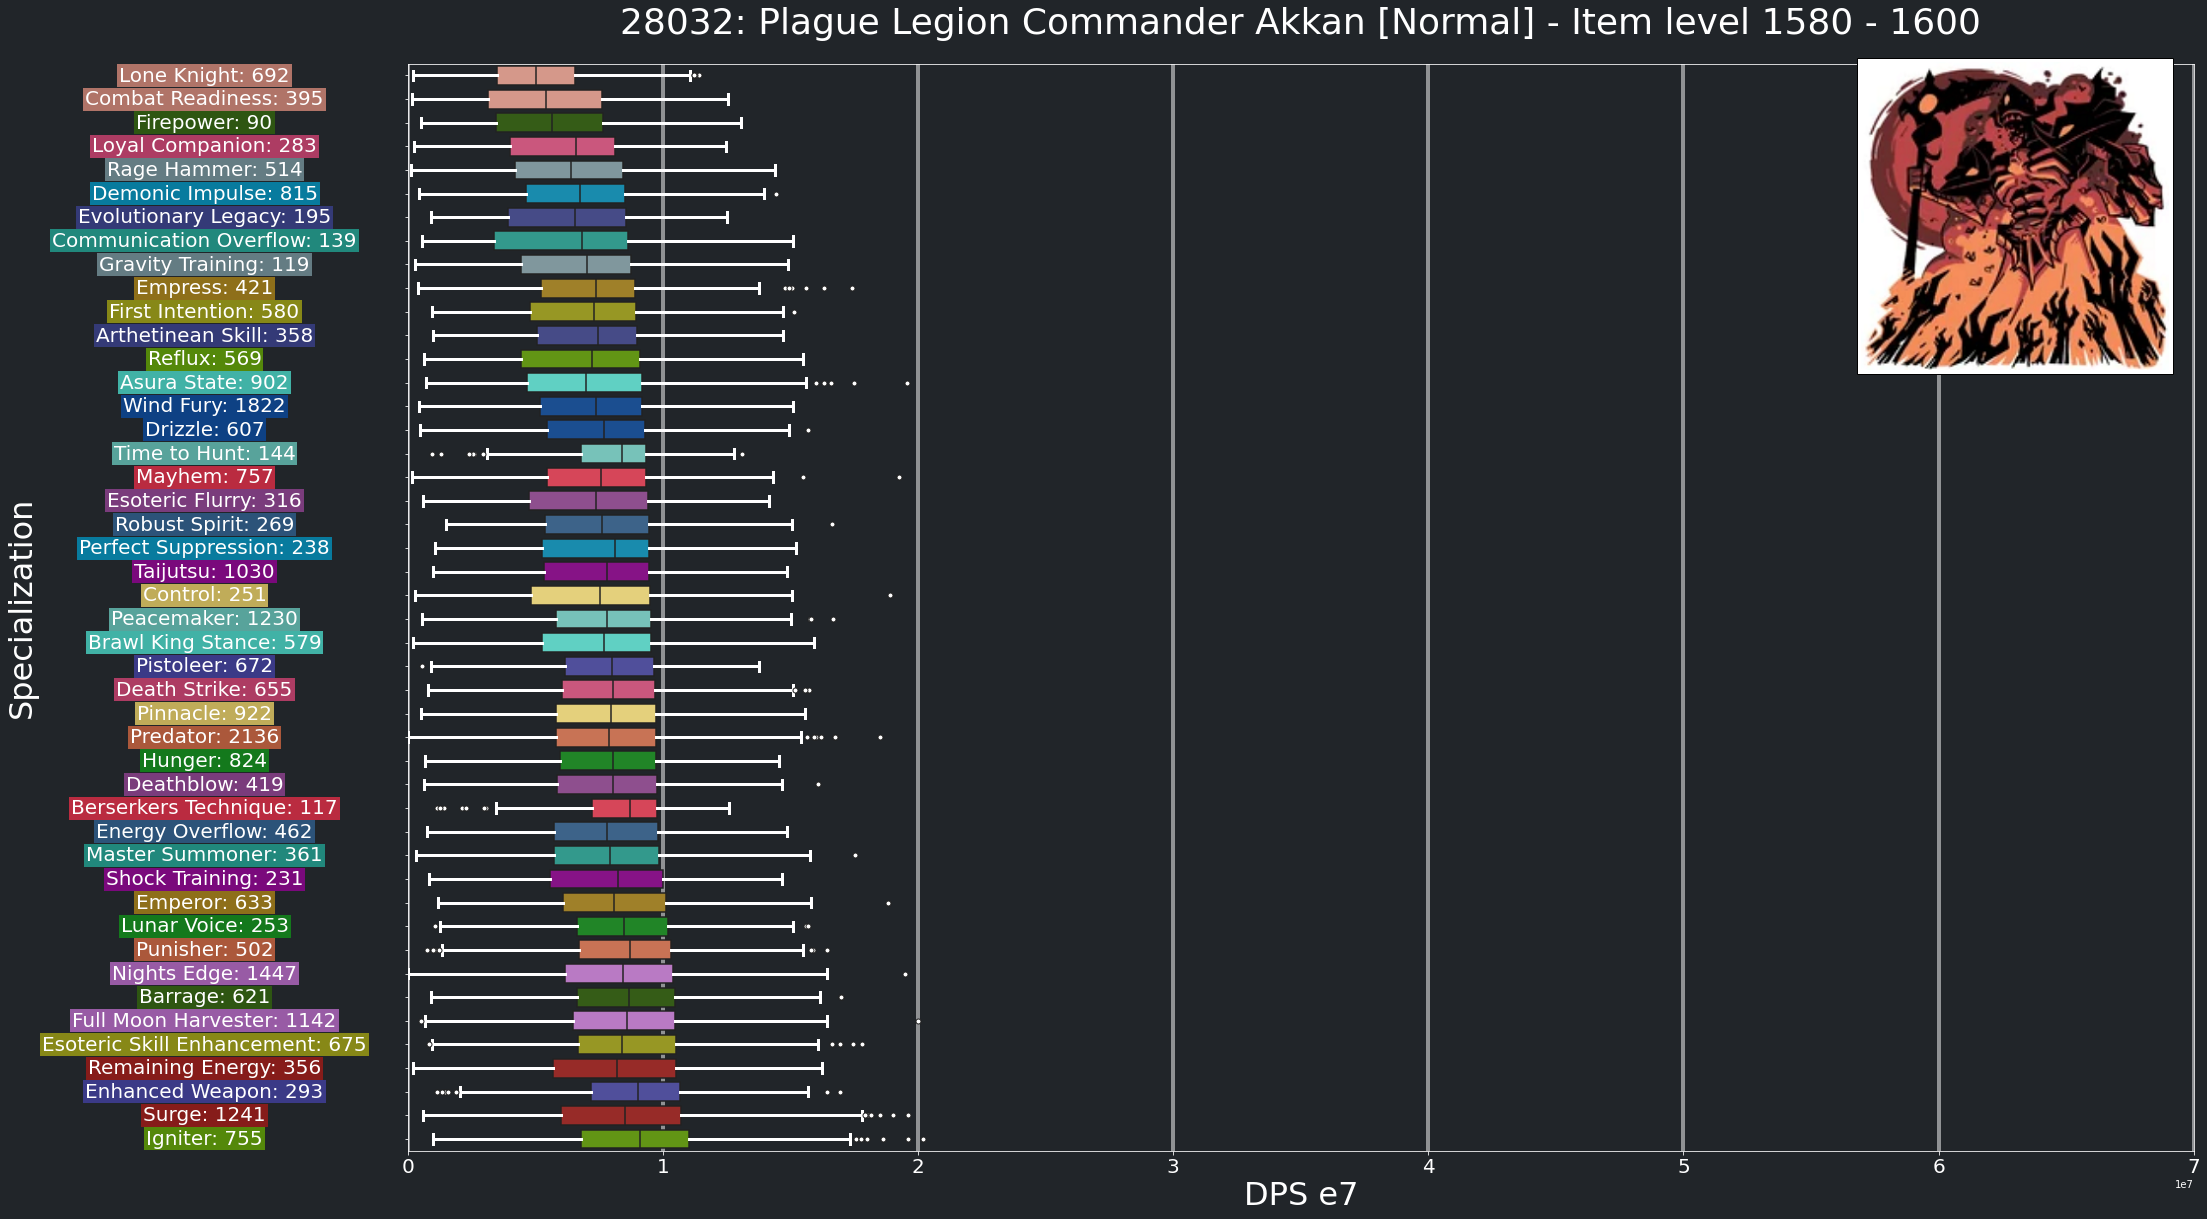 28032: Plague Legion Commander Akkan [Normal] - Item level 1580 - 1600
Lone Knight: 692
Combat Readiness: 395
Firepower: 90
Loyal Companion: 283
Rage Hammer: 514
Demonic Impulse: 815
Evolutionary Legacy: 195
Communication Overflow: 139
Gravity Training: 119
Empress: 421
First Intention: 580
Arthetinean Skill: 358
Reflux: 569
Asura State: 902
Wind Fury: 1822
Drizzle: 607
Time to Hunt: 144
Mayhem: 757
Esoteric Flurry: 316
Robust Spirit: 269
Perfect Suppression: 238
Taijutsu: 1030
Control: 251
Peacemaker: 1230
Brawl King Stance: 579
Pistoleer: 672
Death Strike: 655
Pinnacle: 922
Predator: 2136
Hunger: 824
Deathblow: 419
Berserkers Technique: 117
Energy Overflow: 462
Master Summoner: 361
Shock Training: 231
Emperor: 633
Lunar Voice: 253
Punisher: 502
Nights Edge: 1447
Barrage: 621
Full Moon Harvester: 1142
Esoteric Skill Enhancement: 675
Remaining Energy: 356
Enhanced Weapon: 293
Surge: 1241
Igniter: 755
Specialization
0 1 2 3 4 5 6 7
1e7
DPS e7